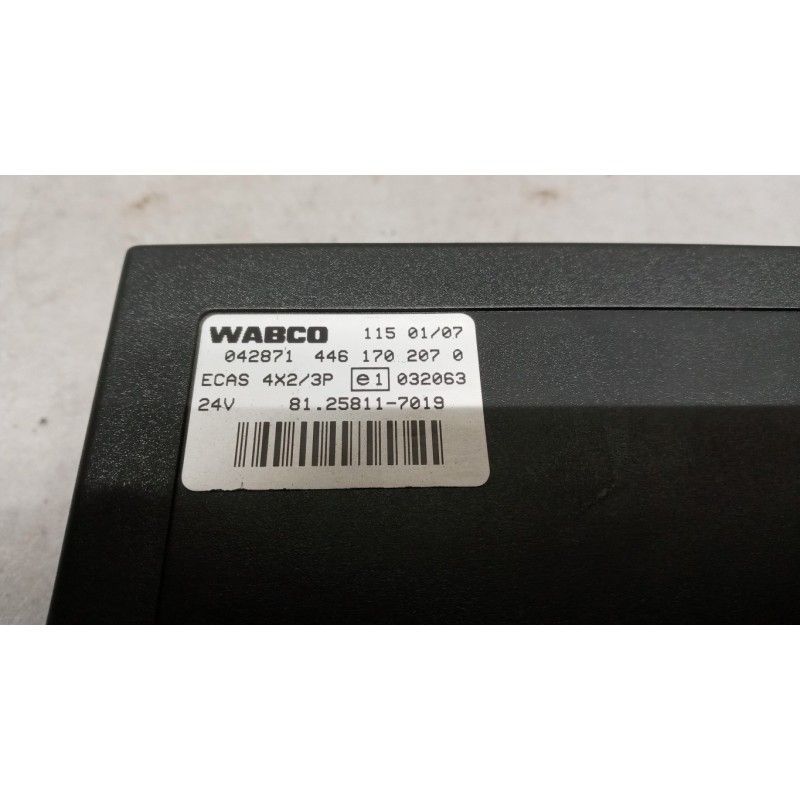 WABCO 115 01/07
042871 446 170 207 0
ECAS 4X2/3P e1 032063
24V 81.25811-7019